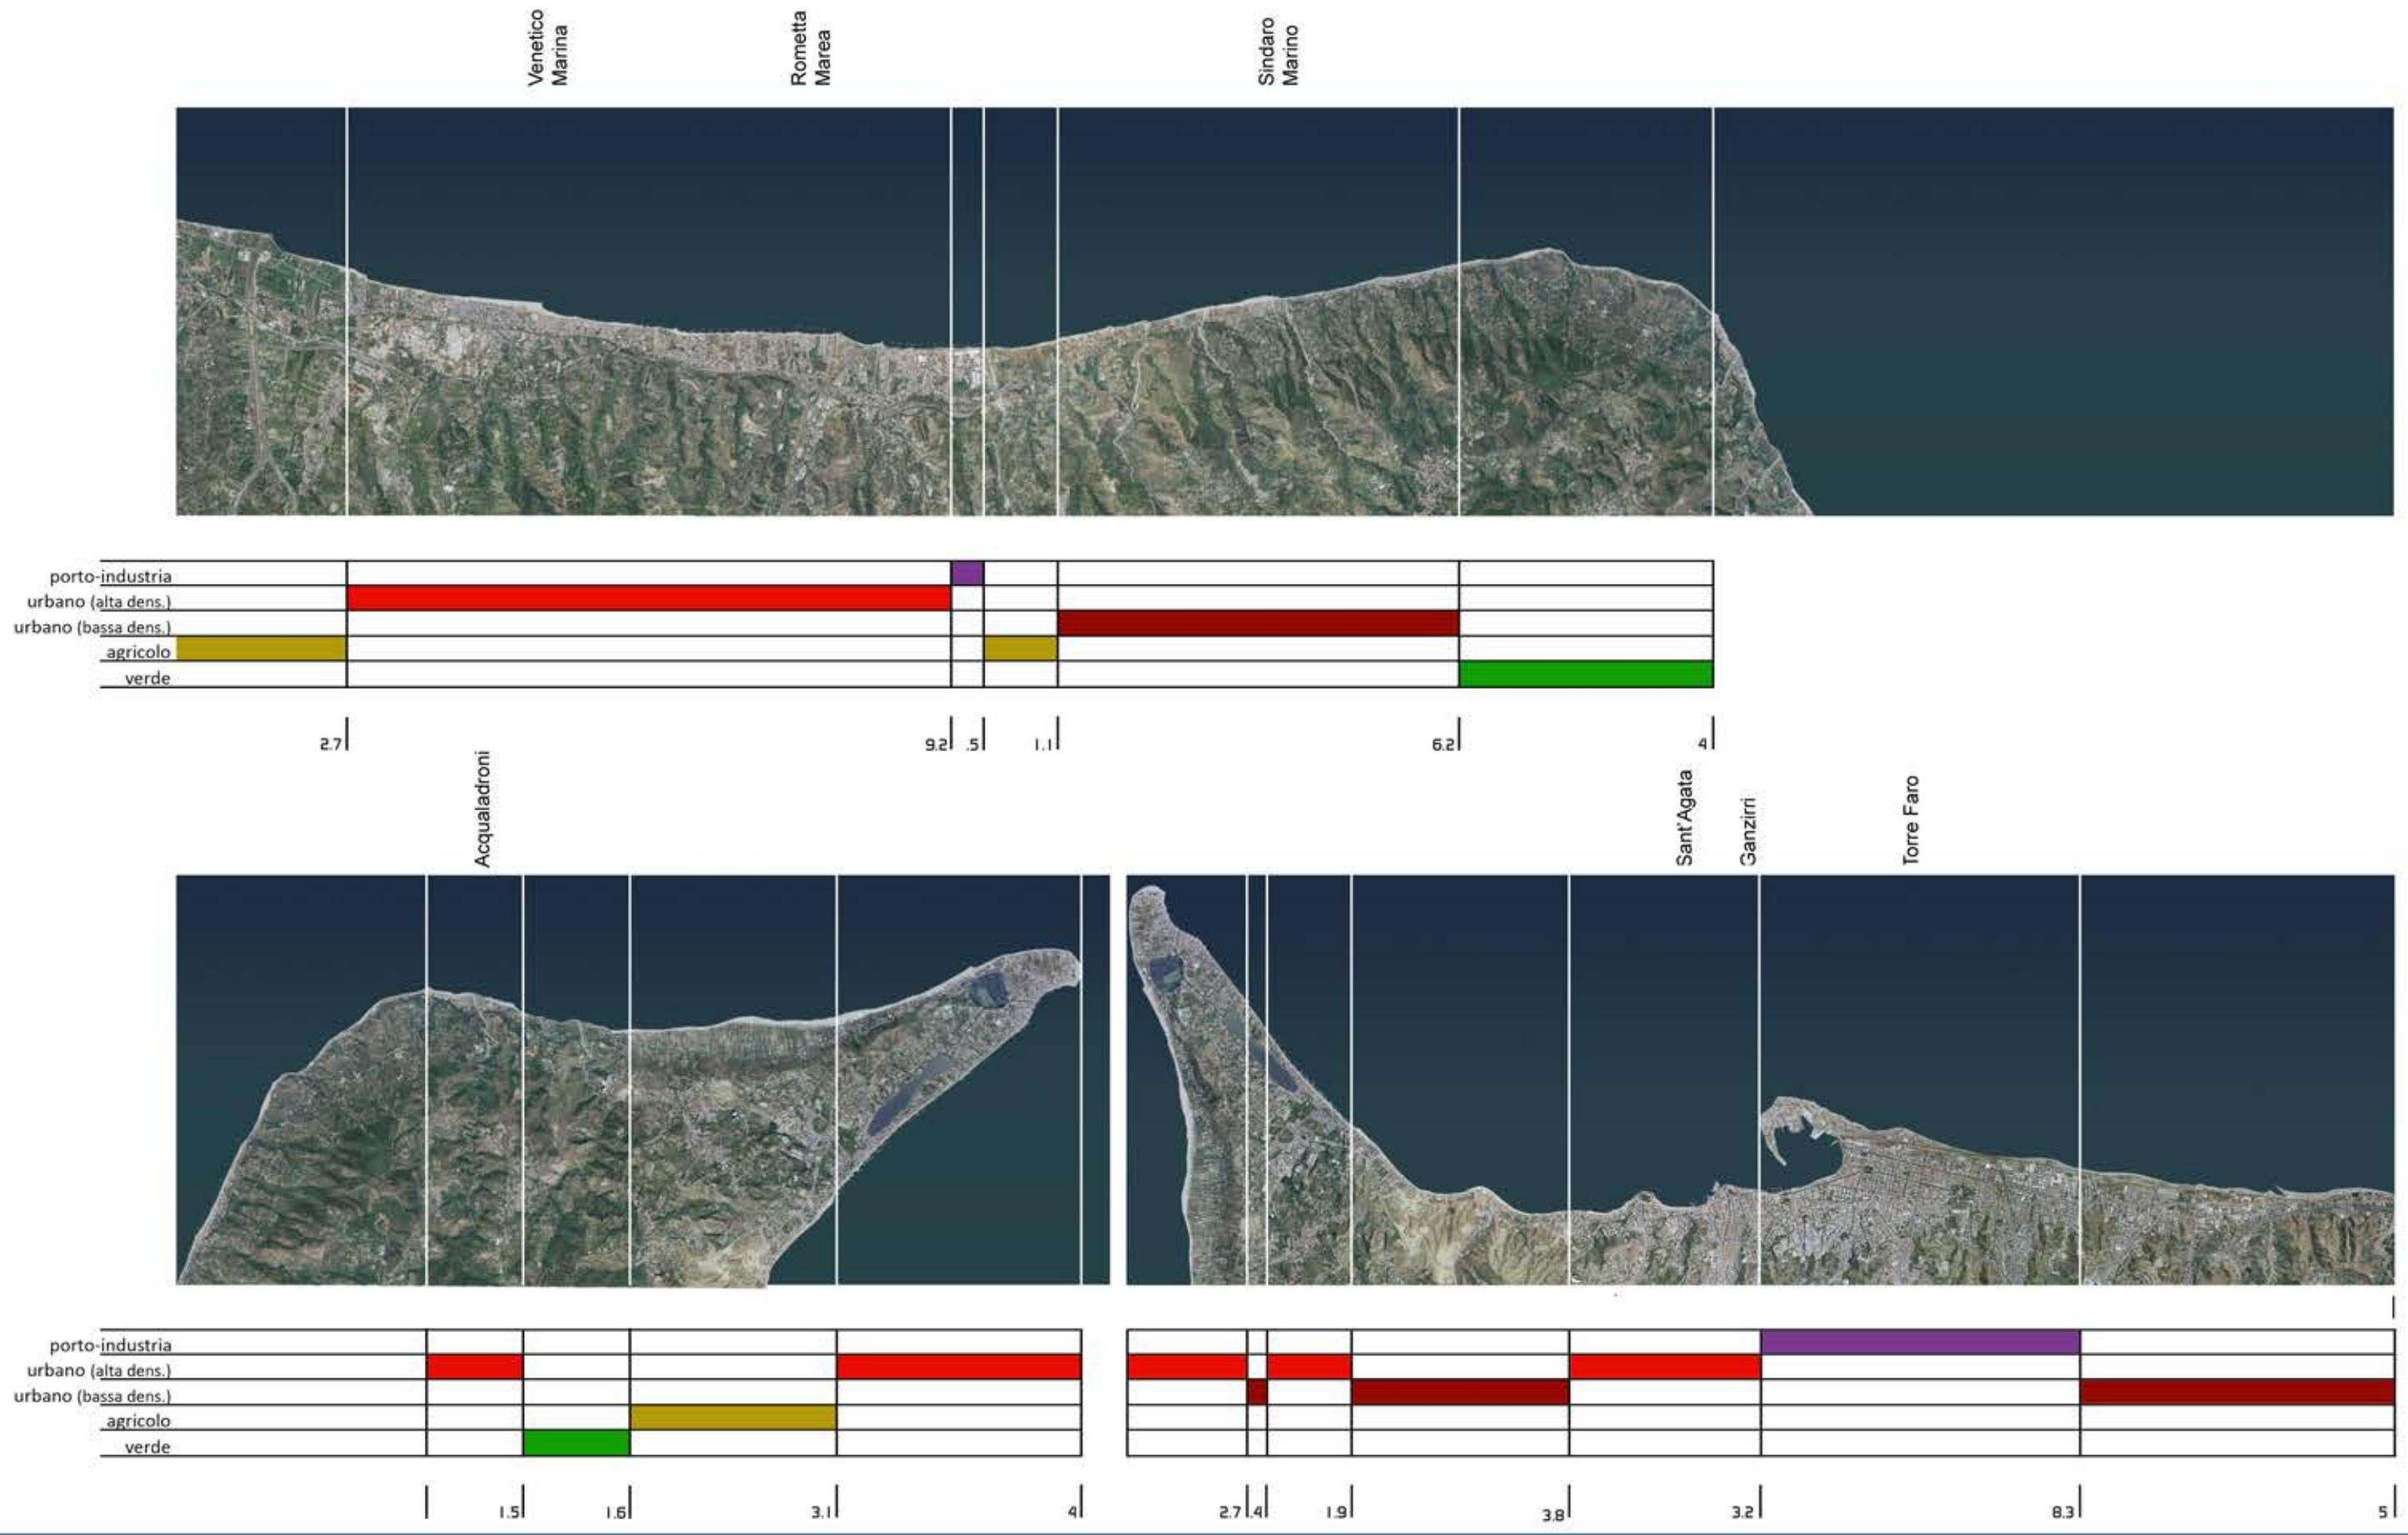 Venetico
Marina
Rometta
Marea
Sindaro
Marino
porto-industria
urbano (alta dens.)
urbano (bassa dens.)
agricolo
verde
2.7 9.2 .5 1.1 6.2 4
Acqualadroni
Sant'Agata
Ganzirri
Torre Faro
porto-industria
urbano (alta dens.)
urbano (bassa dens.)
agricolo
verde
1.5 1.6 3.1 4 2.7 .4 1.9 3.8 3.2 8.3 5